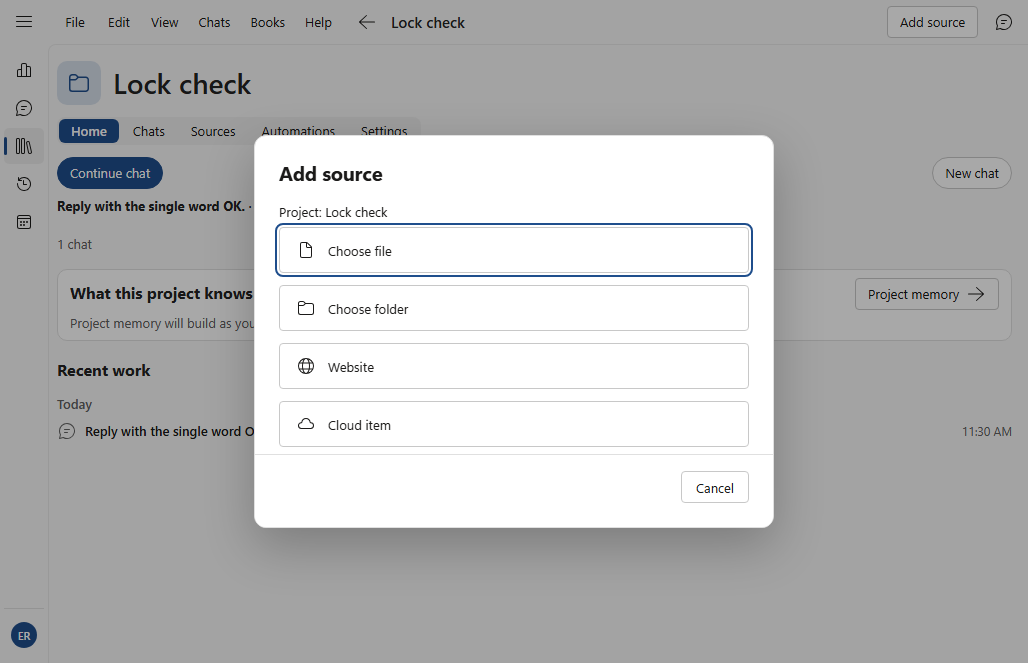 File Edit View Chats Books Help Lock check Add source
Lock check
Home Chats Sources Automations Settings
Continue chat New chat
Reply with the single word OK. ·
1 chat
What this project knows Project memory
Project memory will build as you
Recent work
Today
Reply with the single word O 11:30 AM
ER
Add source
Project: Lock check
Choose file
Choose folder
Website
Cloud item
Cancel